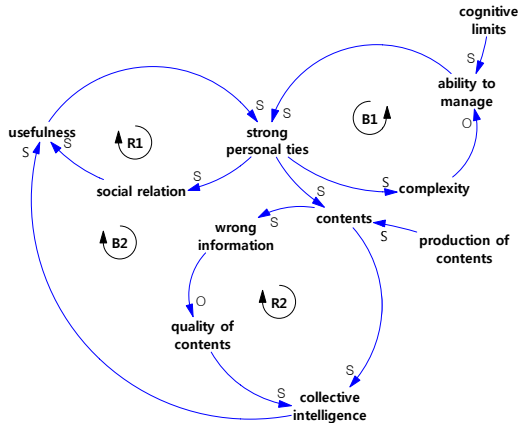 cognitive
limits
S
ability to
manage
O
B1
S
S
strong
personal ties
usefulness
S
S
R1
social relation
S
S
complexity
S
contents
S
production of
contents
S
wrong
information
B2
R2
O
quality of
contents
S
S
collective
intelligence